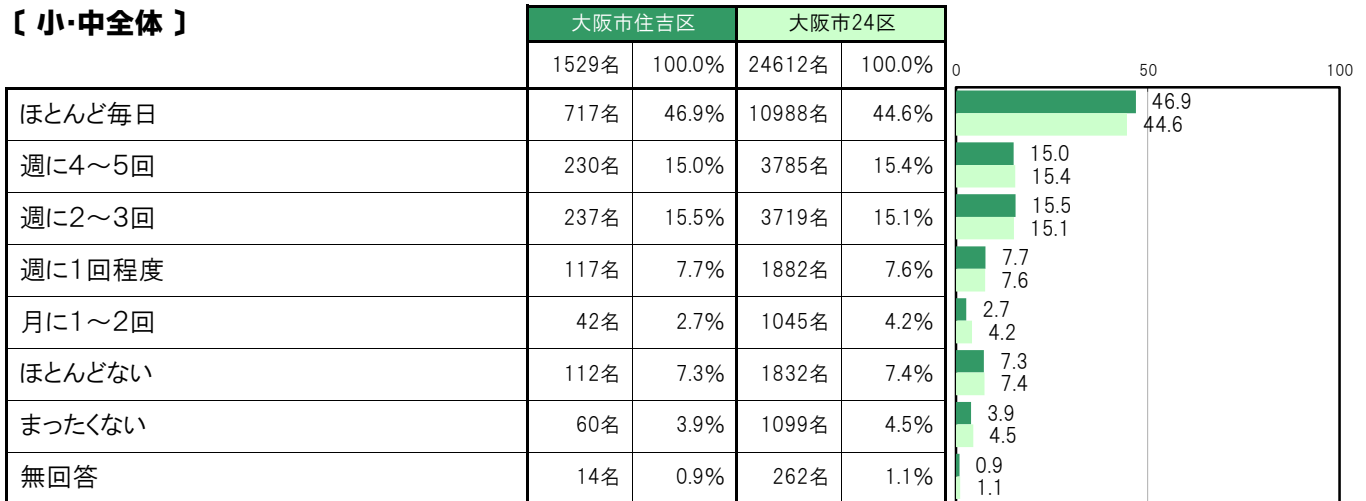 〔 小・中全体 〕
大阪市住吉区 大阪市24区
1529名 100.0% 24612名 100.0% 0 50 100
ほとんど毎日 717名 46.9% 10988名 44.6% 46.9
44.6
週に4～5回 230名 15.0% 3785名 15.4% 15.0
15.4
週に2～3回 237名 15.5% 3719名 15.1% 15.5
15.1
週に1回程度 117名 7.7% 1882名 7.6% 7.7
7.6
月に1～2回 42名 2.7% 1045名 4.2% 2.7
4.2
ほとんどない 112名 7.3% 1832名 7.4% 7.3
7.4
まったくない 60名 3.9% 1099名 4.5% 3.9
4.5
無回答 14名 0.9% 262名 1.1% 0.9
1.1